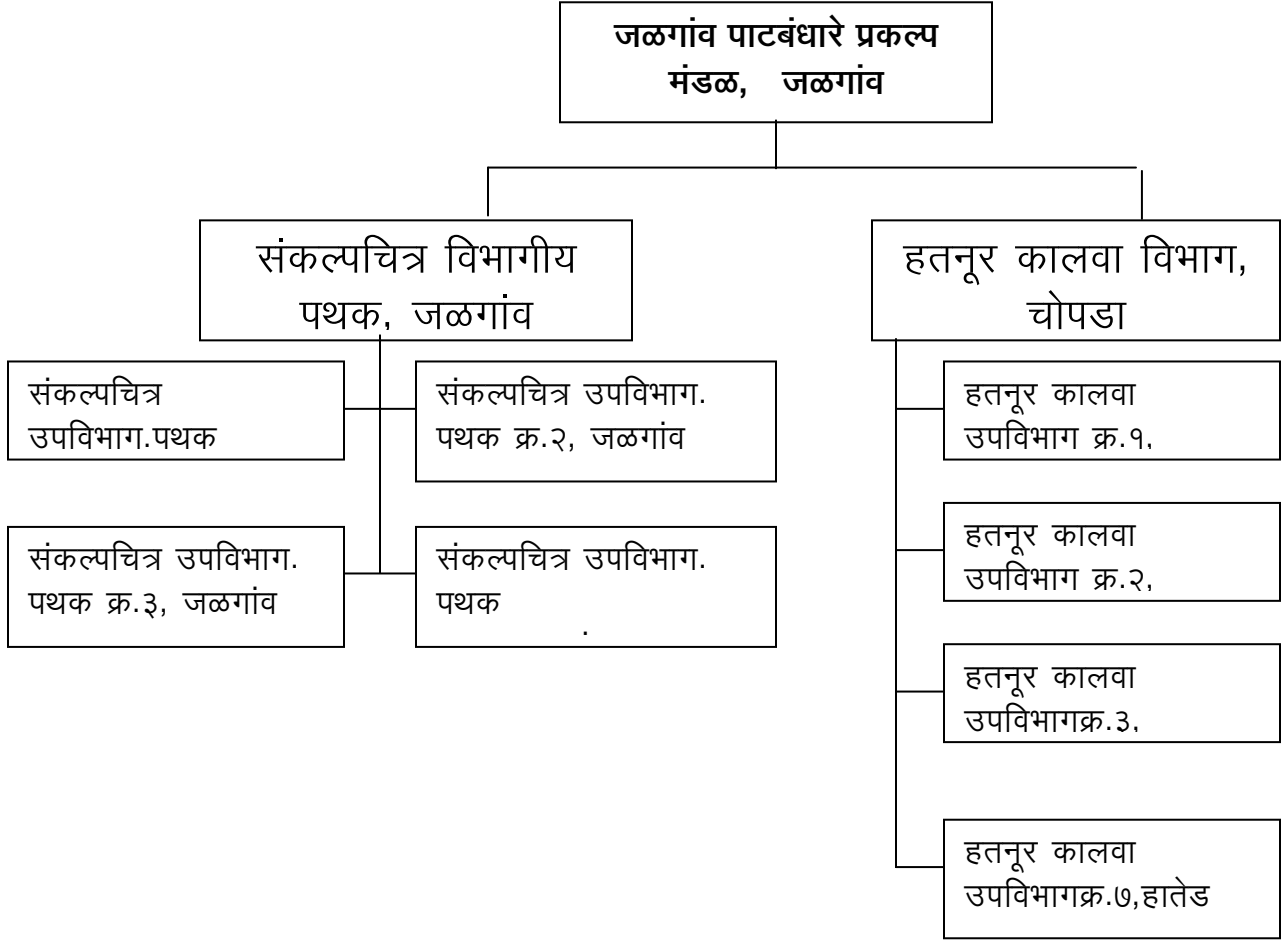 जळगांव पाटबंधारे प्रकल्प
मंडळ, जळगांव
संकल्पचित्र विभागीय
पथक, जळगांव
हतनूर कालवा विभाग,
चोपडा
संकल्पचित्र
उपविभाग.पथक
संकल्पचित्र उपविभाग.
पथक क्र.२, जळगांव
संकल्पचित्र उपविभाग.
पथक क्र.३, जळगांव
संकल्पचित्र उपविभाग.
पथक
.
हतनूर कालवा
उपविभाग क्र.१,
हतनूर कालवा
उपविभाग क्र.२,
हतनूर कालवा
उपविभागक्र.३,
हतनूर कालवा
उपविभागक्र.७,हातेड